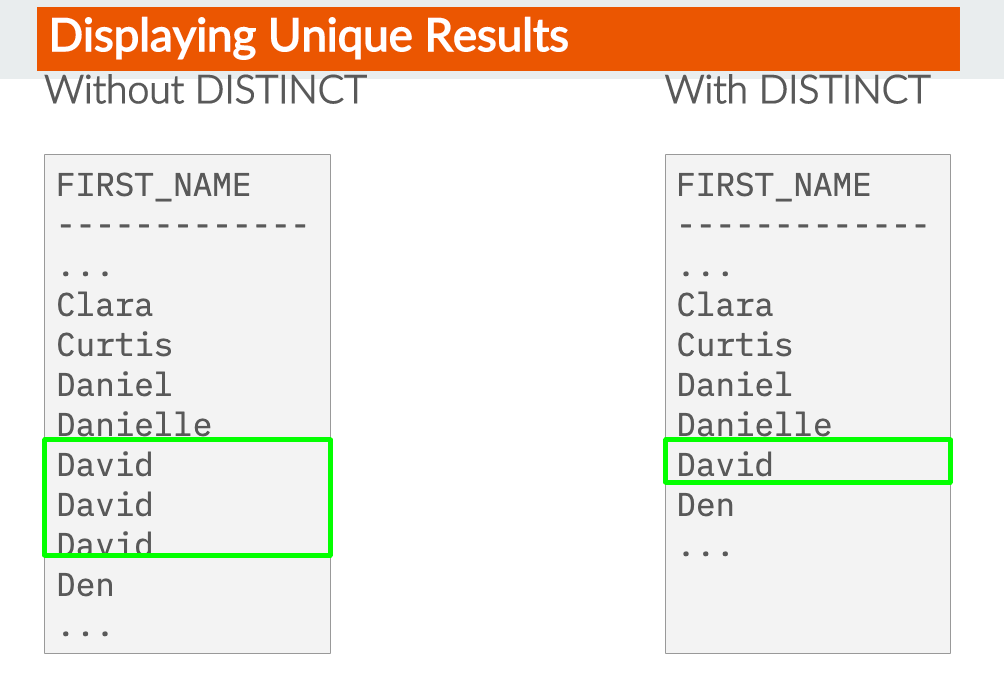 Displaying Unique Results
Without DISTINCT
FIRST_NAME
-------------
...
Clara
Curtis
Daniel
Danielle
David
David
David
Den
...
With DISTINCT
FIRST_NAME
-------------
...
Clara
Curtis
Daniel
Danielle
David
Den
...